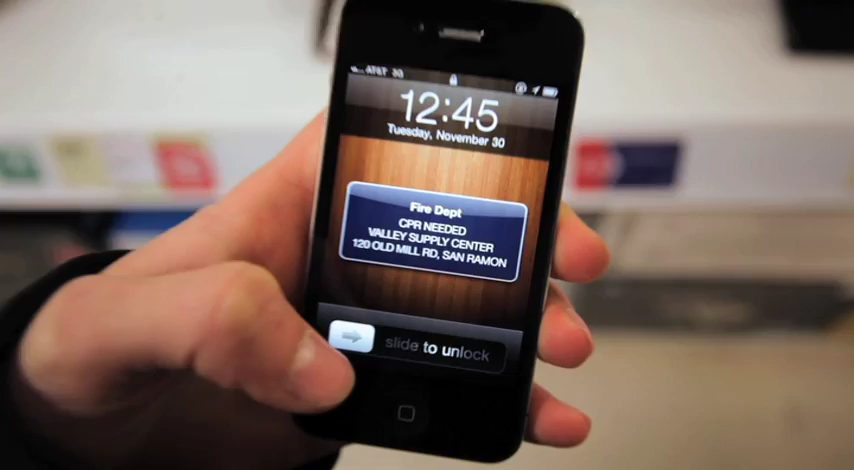 AT&T 3G
12:45
Tuesday, November 30
Fire Dept
CPR NEEDED
VALLEY SUPPLY CENTER
120 OLD MILL RD, SAN RAMON
slide to unlock